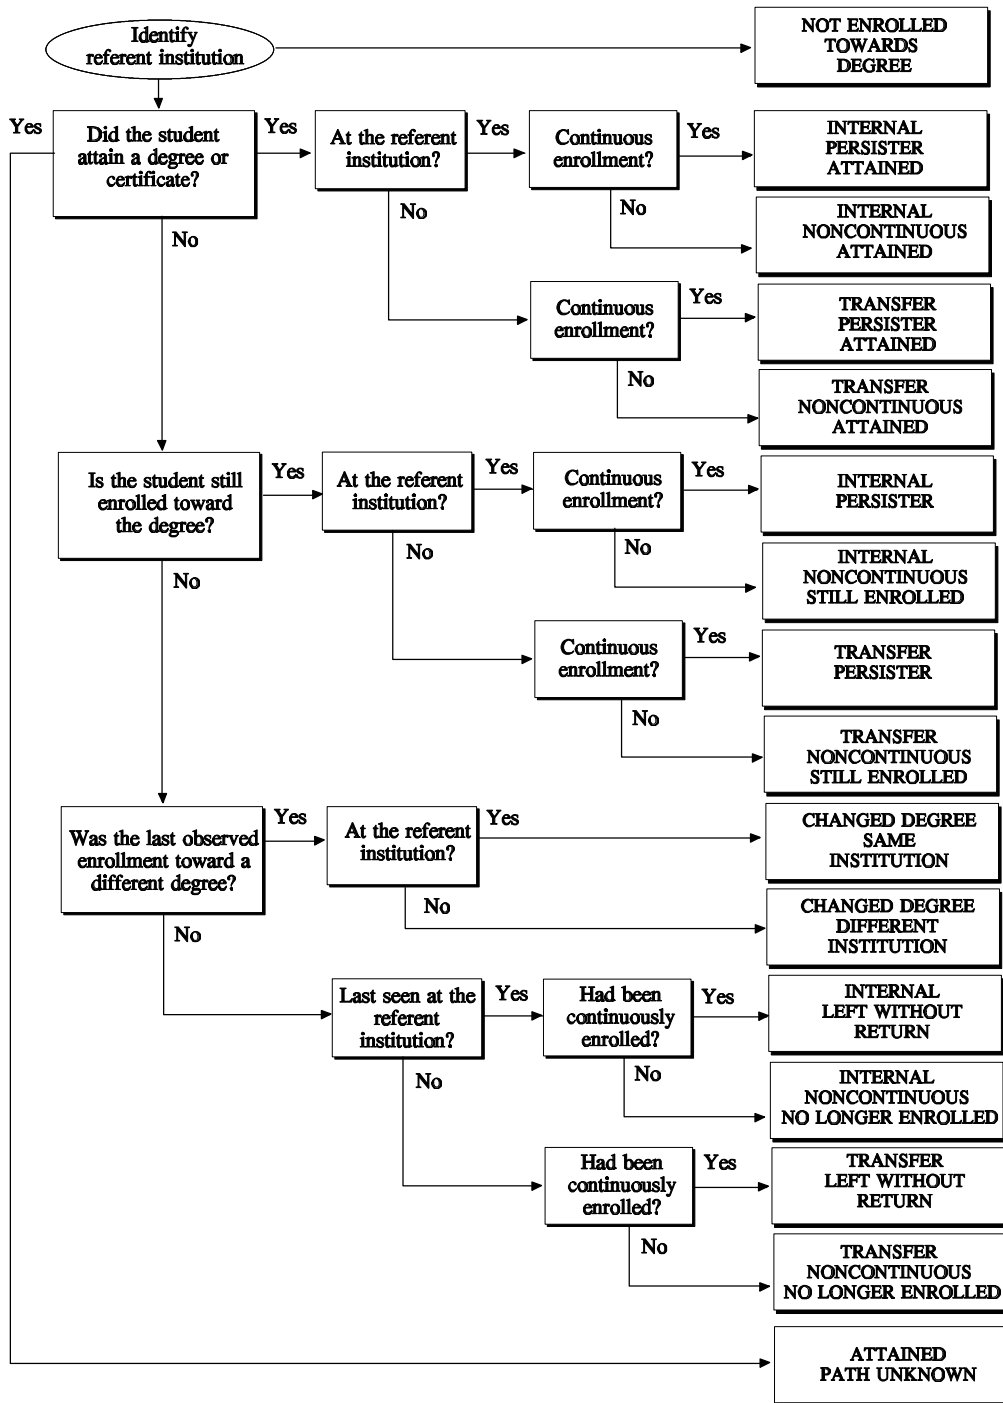 Identify
referent institution
NOT ENROLLED
TOWARDS
DEGREE
Yes
Did the student
attain a degree or
certificate?
Yes
At the referent
institution?
Yes
Continuous
enrollment?
Yes
INTERNAL
PERSISTER
ATTAINED
No
No
No
INTERNAL
NONCONTINUOUS
ATTAINED
Continuous
enrollment?
Yes
TRANSFER
PERSISTER
ATTAINED
No
TRANSFER
NONCONTINUOUS
ATTAINED
Is the student still
enrolled toward
the degree?
Yes
At the referent
institution?
Yes
Continuous
enrollment?
Yes
INTERNAL
PERSISTER
No
No
No
INTERNAL
NONCONTINUOUS
STILL ENROLLED
Continuous
enrollment?
Yes
TRANSFER
PERSISTER
No
TRANSFER
NONCONTINUOUS
STILL ENROLLED
Was the last observed
enrollment toward a
different degree?
Yes
At the referent
institution?
Yes
CHANGED DEGREE
SAME
INSTITUTION
No
No
CHANGED DEGREE
DIFFERENT
INSTITUTION
Last seen at the
referent
institution?
Yes
Had been
continuously
enrolled?
Yes
INTERNAL
LEFT WITHOUT
RETURN
No
No
INTERNAL
NONCONTINUOUS
NO LONGER ENROLLED
Had been
continuously
enrolled?
Yes
TRANSFER
LEFT WITHOUT
RETURN
No
TRANSFER
NONCONTINUOUS
NO LONGER ENROLLED
ATTAINED
PATH UNKNOWN